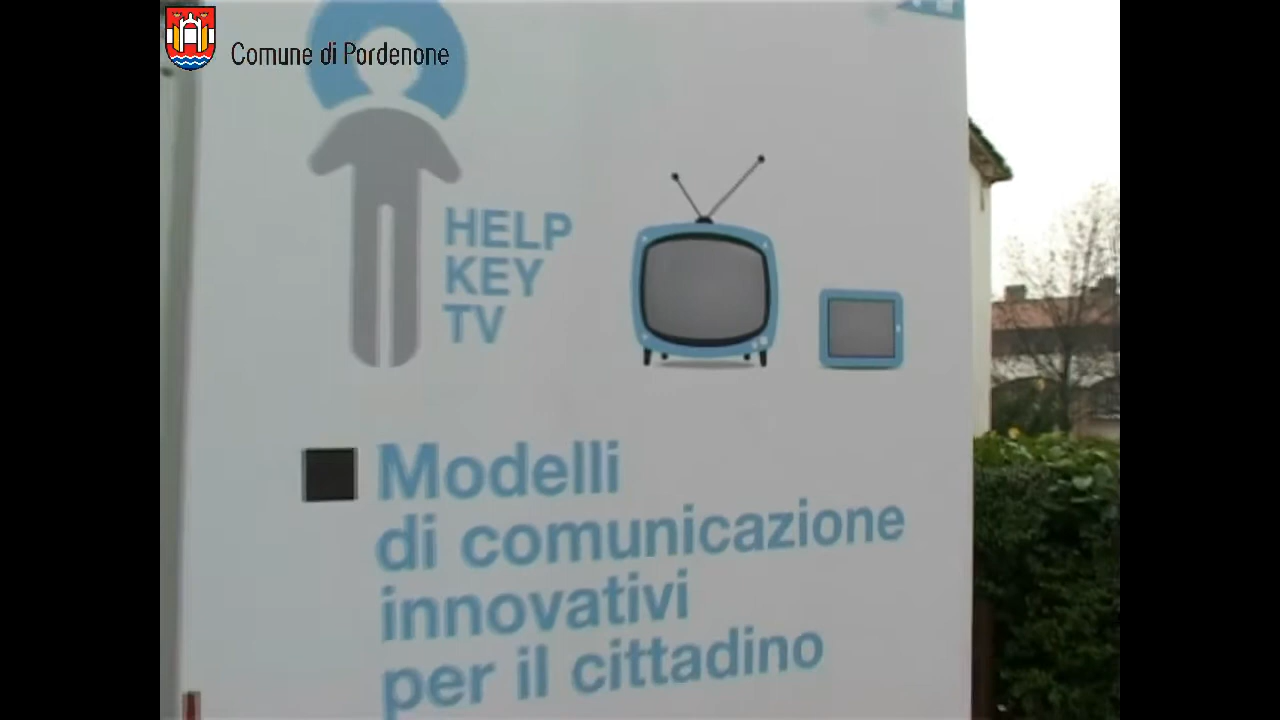 Comune di Pordenone
HELP
KEY
TV
Modelli
di comunicazione
innovativi
per il cittadino